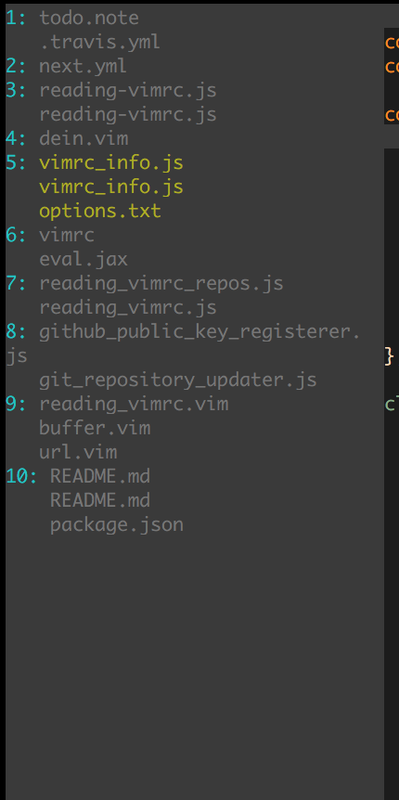 1: todo.note
.travis.yml
2: next.yml
3: reading-vimrc.js
reading-vimrc.js
4: dein.vim
5: vimrc_info.js
vimrc_info.js
options.txt
6: vimrc
eval.jax
7: reading_vimrc_repos.js
reading_vimrc.js
8: github_public_key_registerer.
js
git_repository_updater.js
9: reading_vimrc.vim
buffer.vim
url.vim
10: README.md
README.md
package.json
co
co
co
}